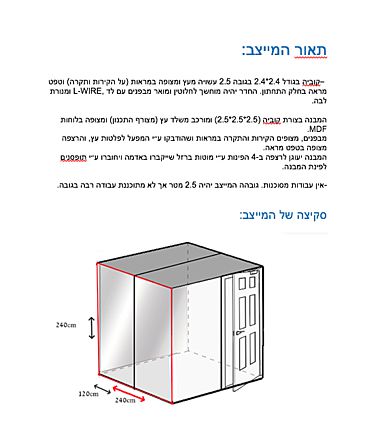 תאור המייצב:
–קוביה בגודל 2.4*2.4 בגובה 2.5 עשויה מעץ ומצופה במראות (על הקירות ותקרה) וטפט
מראה בחלק התחתון. החדר יהיה מוחשך לחלוטין ומואר מבפנים עם לד L-WIRE, ומנורת
לבה.
המבנה בצורת קוביה (2.5*2.5*2.5) ומורכב משלד עץ (מצורף התכנון) ומצופה בלוחות
MDF.
מבפנים, מצופים הקירות והתקרה במראות ושהודבקו ע״י המפעל לפלטות עץ, והרצפה
מצופה בטפט מראה.
המבנה יעוגן לרצפה ב-4 הפינות ע״י מוטות ברזל שייקברו באדמה ויחוברו ע״י תופסנים
לפינת המבנה.
-אין עבודות מסוכנות. גובהה המייצב יהיה 2.5 מטר אך לא מתוכננת עבודה רבה בגובה.
סקיצה של המייצב:
240cm
120cm
240cm